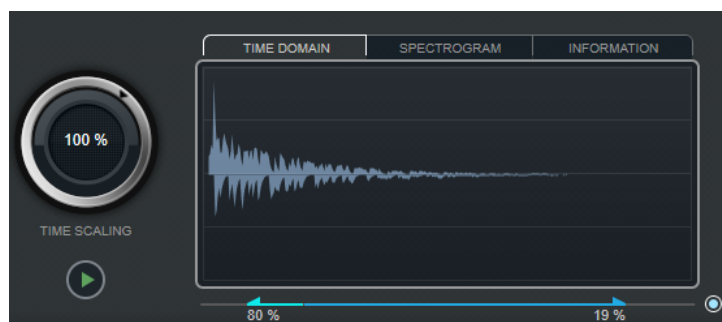 TIME DOMAIN
SPECTROGRAM
INFORMATION
100 %
TIME SCALING
80 %
19 %